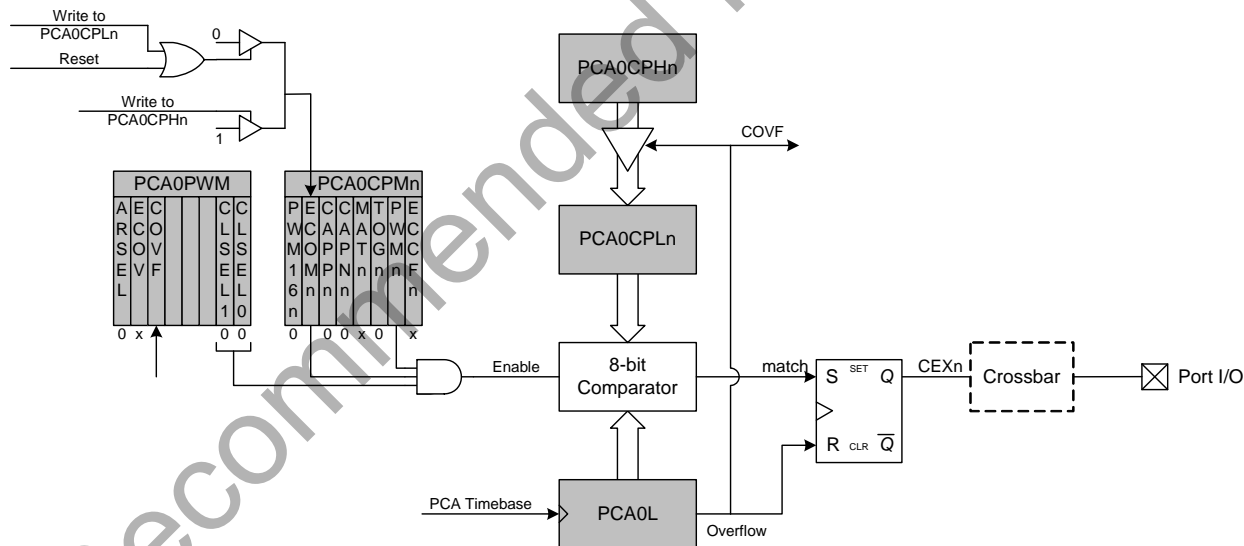 Write to
PCA0CPLn
Reset
0
Write to
PCA0CPHn
1
PCA0CPHn
COVF
PCA0PWM
ARSEL
ECOV
COVF
CLSEL1
CLSEL0
0 x 0 0
PCA0CPMn
PWM16n
ECOMn
CAPPn
CAPNn
MATn
TOGn
PWMn
ECCFn
0 0 0 x 0 x
PCA0CPLn
Enable
8-bit
Comparator
match
S SET Q
R CLR Q
CEXn
Crossbar
Port I/O
PCA Timebase
PCA0L
Overflow
ecommended